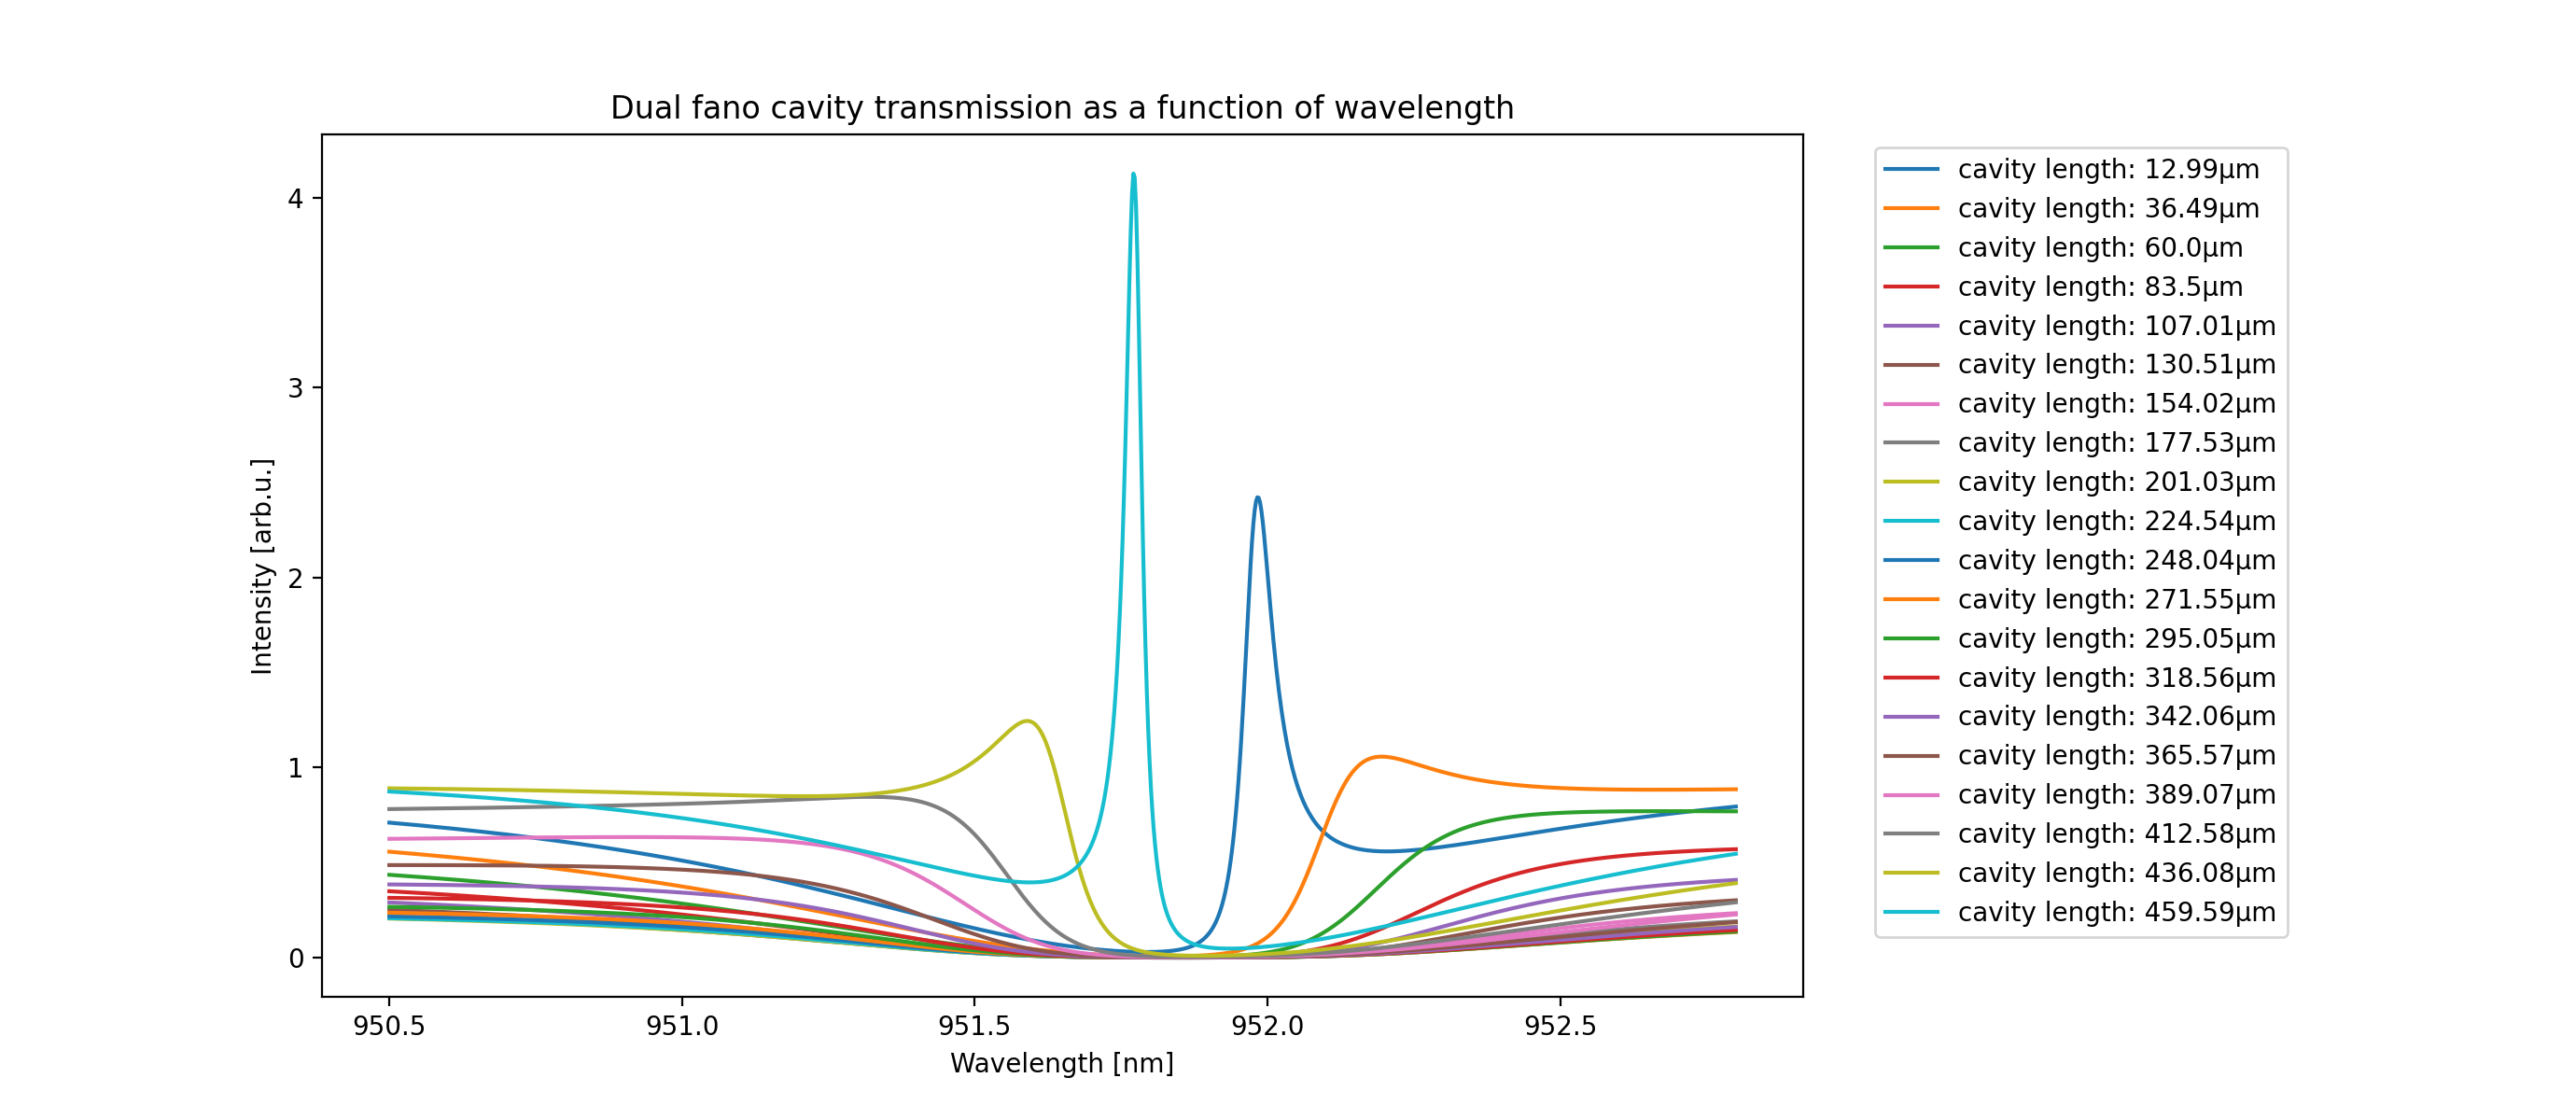 Dual fano cavity transmission as a function of wavelength
4
3
2
1
0
Intensity [arb.u.]
950.5 951.0 951.5 952.0 952.5
Wavelength [nm]
cavity length: 12.99μm
cavity length: 36.49μm
cavity length: 60.0μm
cavity length: 83.5μm
cavity length: 107.01μm
cavity length: 130.51μm
cavity length: 154.02μm
cavity length: 177.53μm
cavity length: 201.03μm
cavity length: 224.54μm
cavity length: 248.04μm
cavity length: 271.55μm
cavity length: 295.05μm
cavity length: 318.56μm
cavity length: 342.06μm
cavity length: 365.57μm
cavity length: 389.07μm
cavity length: 412.58μm
cavity length: 436.08μm
cavity length: 459.59μm